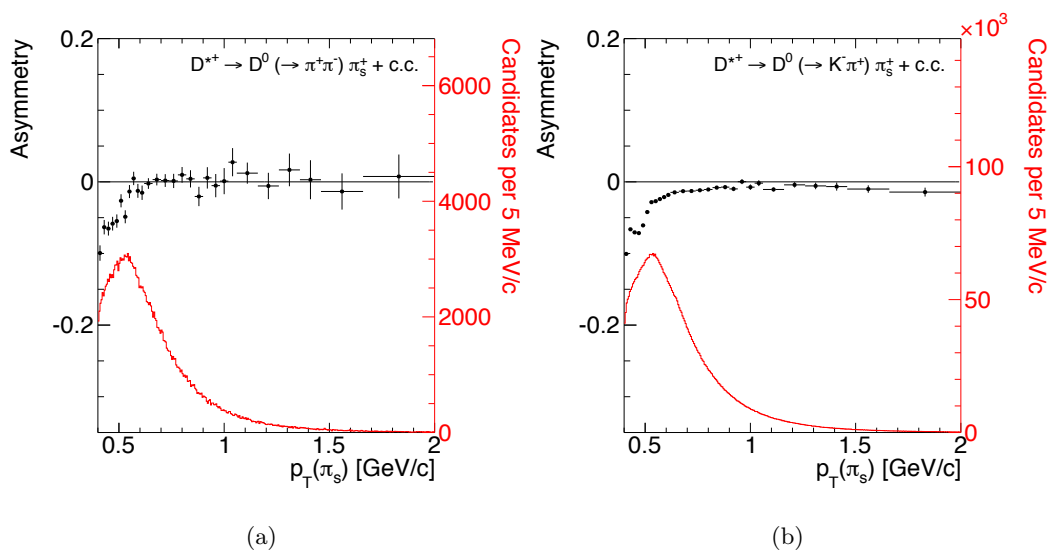 D*+ → D⁰ (→ π⁺π⁻) πₛ⁺ + c.c.
Asymmetry
0.2
0
-0.2
0.5
1
1.5
2
p_T(πₛ) [GeV/c]
Candidates per 5 MeV/c
6000
4000
2000
0
(a)
×10³
D*+ → D⁰ (→ K⁻π⁺) πₛ⁺ + c.c.
Asymmetry
0.2
0
-0.2
0.5
1
1.5
2
p_T(πₛ) [GeV/c]
Candidates per 5 MeV/c
100
50
0
(b)